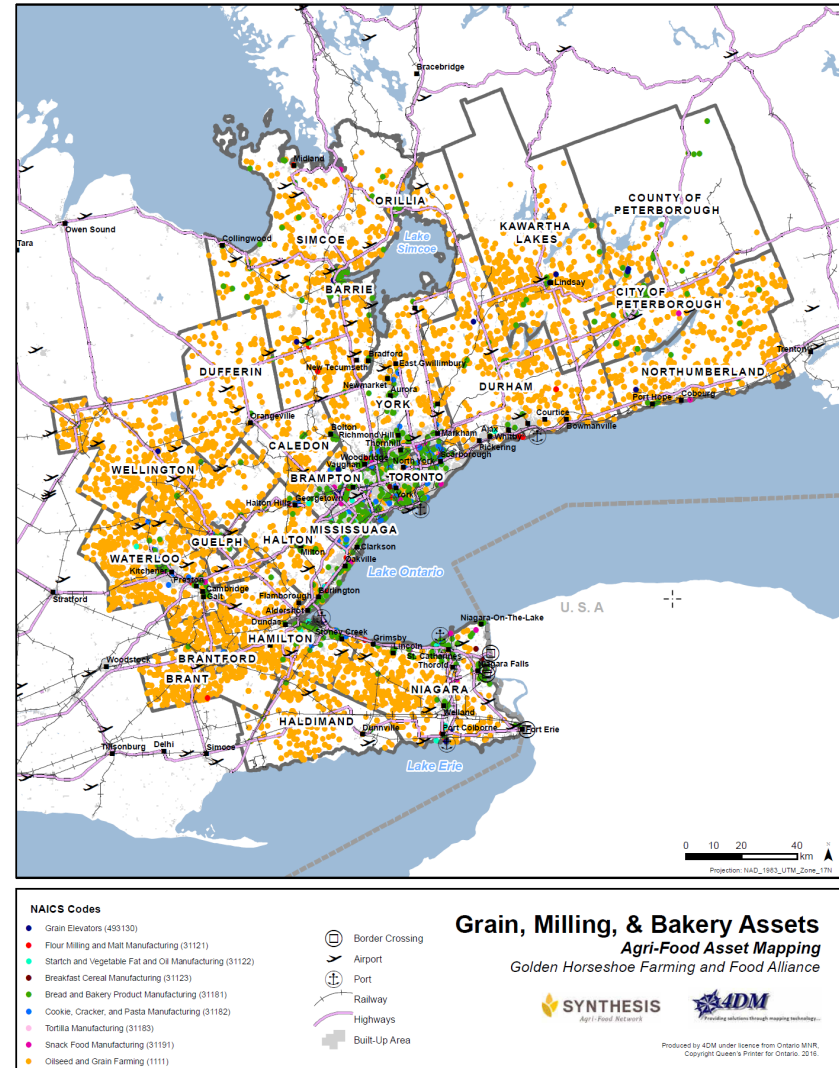 Bracebridge
Midland
ORILLIA
COUNTY OF
PETERBOROUGH
Owen Sound
KAWARTHA
LAKES
Tara
Collingwood
SIMCOE
Lake
Simcoe
BARRIE
Lindsay
CITY OF
PETERBOROUGH
Trenton
Bradford
New Tecumseth
East Gwillimbury
DUFFERIN
NORTHUMBERLAND
Newmarket
Aurora
DURHAM
YORK
Port Hope
Cobourg
Orangeville
Courtice
Bolton
Ajax
Bowmanville
Richmond Hill
Markham
Whitby
CALEDON
Thornhill
Pickering
Woodbridge
Vaughan
North York
Scarborough
WELLINGTON
BRAMPTON
TORONTO
Georgetown
York
Halton Hills
MISSISSAUGA
GUELPH
HALTON
Milton
Clarkson
WATERLOO
Oakville
Kitchener
Lake Ontario
Preston
Stratford
Cambridge
Galt
Burlington
Flamborough
Aldershot
U. S. A
Dundas
Niagara-On-The-Lake
HAMILTON
Stoney Creek
Grimsby
Lincoln
St. Catharines
Woodstock
BRANTFORD
Thorold
Niagara Falls
BRANT
NIAGARA
Welland
HALDIMAND
Dunnville
Port Colborne
Fort Erie
Tillsonburg
Delhi
Simcoe
Lake Erie
0 10 20 40
km
Projection: NAD_1983_UTM_Zone_17N
NAICS Codes
Grain Elevators (493130)
Flour Milling and Malt Manufacturing (31121)
Startch and Vegetable Fat and Oil Manufacturing (31122)
Breakfast Cereal Manufacturing (31123)
Bread and Bakery Product Manufacturing (31181)
Cookie, Cracker, and Pasta Manufacturing (31182)
Tortilla Manufacturing (31183)
Snack Food Manufacturing (31191)
Oilseed and Grain Farming (1111)
Border Crossing
Airport
Port
Railway
Highways
Built-Up Area
Grain, Milling, & Bakery Assets
Agri-Food Asset Mapping
Golden Horseshoe Farming and Food Alliance
SYNTHESIS
Agri-Food Network
4DM
Providing solutions through mapping technology...
Produced by 4DM under licence from Ontario MNR,
Copyright Queen's Printer for Ontario. 2016.